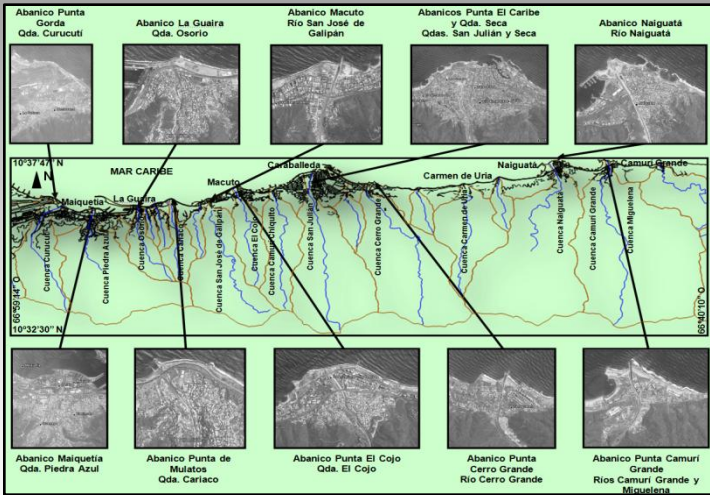 Abanico Punta
Gorda
Qda. Curucutí
Abanico La Guaira
Qda. Osorio
Abanico Macuto
Río San José de
Galipán
Abanicos Punta El Caribe
y Qda. Seca
Qdas. San Julián y Seca
Abanico Naiguatá
Río Naiguatá
10°37'47'' N
N
MAR CARIBE
Maiquetía
La Guaira
Macuto
Caraballeda
Carmen de Uria
Naiguatá
Camurí Grande
Cuenca Curucutí
Cuenca Piedra Azul
Cuenca Osorio
Cuenca Cariaco
Cuenca San José de Galipán
Cuenca El Cojo
Cuenca Camurí Chiquito
Cuenca San Julián
Cuenca Cerro Grande
Cuenca Carmen de Uria
Cuenca Naiguatá
Cuenca Camurí Grande
Cuenca Miguelena
66°59'14'' O
66°40'10'' O
10°32'30'' N
Abanico Maiquetía
Qda. Piedra Azul
Abanico Punta de
Mulatos
Qda. Cariaco
Abanico Punta El Cojo
Qda. El Cojo
Abanico Punta
Cerro Grande
Río Cerro Grande
Abanico Punta Camurí
Grande
Ríos Camurí Grande y
Miguelena